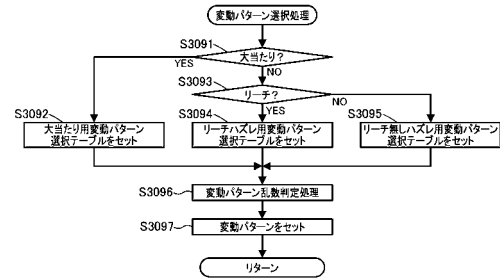 変動パターン選択処理
S3091
大当たり?
YES
NO
S3093
リーチ?
NO
YES
S3092
S3094
S3095
大当たり用変動パターン
選択テーブルをセット
リーチハズレ用変動パターン
選択テーブルをセット
リーチ無しハズレ用変動パターン
選択テーブルをセット
S3096
変動パターン乱数判定処理
S3097
変動パターンをセット
リターン